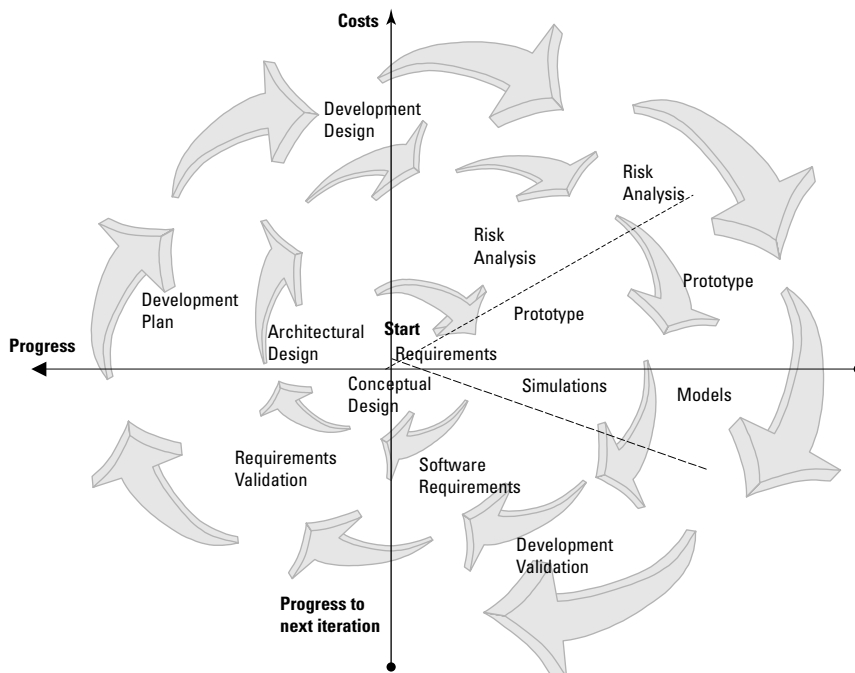 Costs
Development
Design
Risk
Analysis
Risk
Analysis
Development
Plan
Prototype
Prototype
Architectural
Design
Start
Requirements
Progress
Conceptual
Design
Simulations
Models
Requirements
Validation
Software
Requirements
Development
Validation
Progress to
next iteration